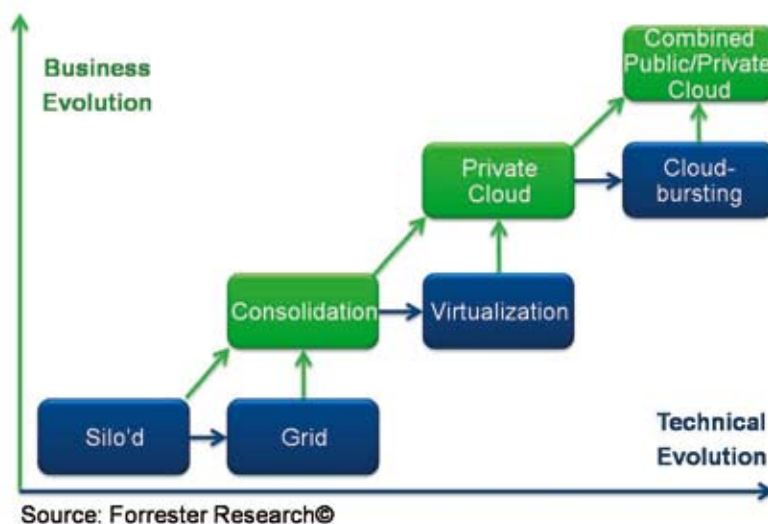 Business
Evolution
Combined
Public/Private
Cloud
Private
Cloud
Cloud-
bursting
Consolidation
Virtualization
Silo'd
Grid
Technical
Evolution
Source: Forrester Research©